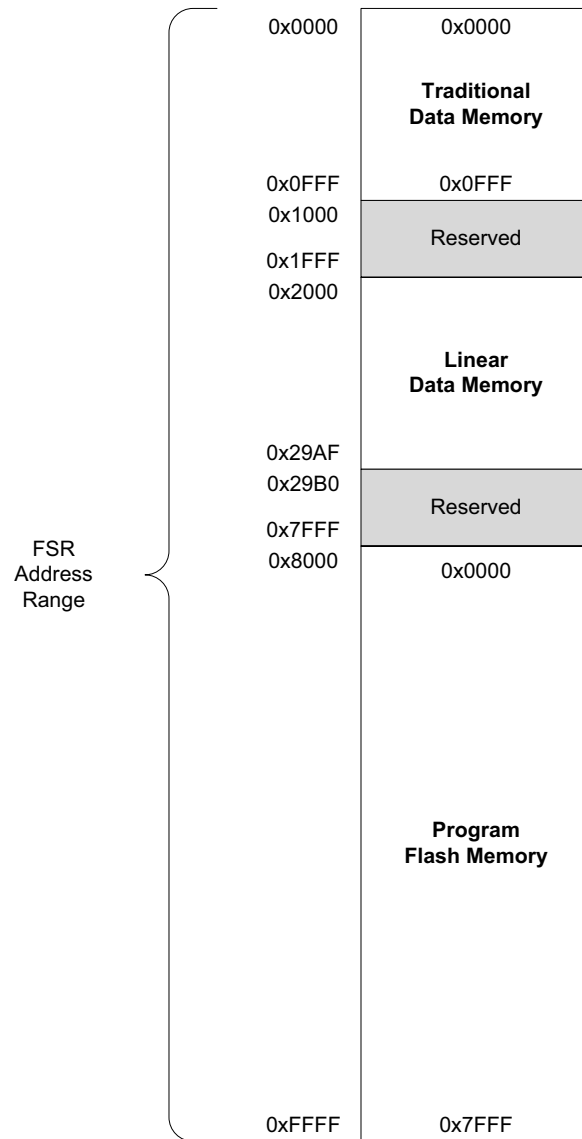 0x0000 0x0000
Traditional
Data Memory
0x0FFF 0x0FFF
0x1000
Reserved
0x1FFF
0x2000
Linear
Data Memory
0x29AF
0x29B0
Reserved
0x7FFF
FSR
Address
Range
0x8000 0x0000
Program
Flash Memory
0xFFFF 0x7FFF